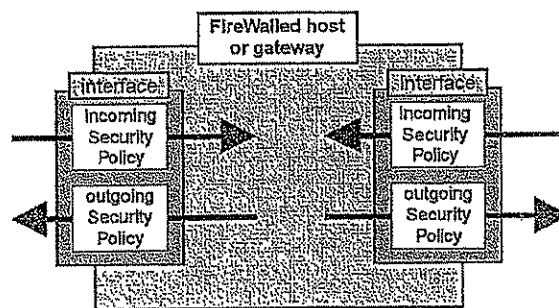 FireWalled host
or gateway
interface
incoming
Security
Policy
outgoing
Security
Policy
interface
incoming
Security
Policy
outgoing
Security
Policy